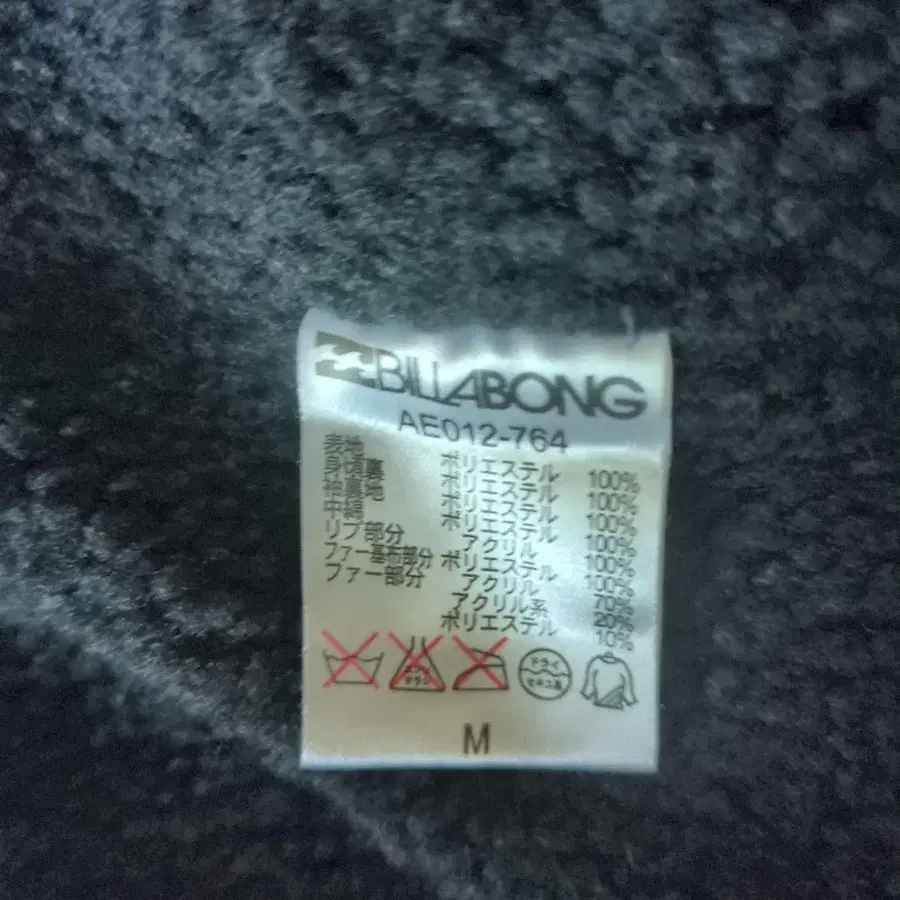 BILLABONG
AE012-764
表地 ポリエステル 100%
身頃裏 ポリエステル 100%
袖裏地 ポリエステル 100%
中綿 ポリエステル 100%
リブ部分 アクリル 100%
ファー基布部分 ポリエステル 100%
ファー部分 アクリル 70%
アクリル系 20%
ポリエステル 10%
ドライ
セキユ系
M